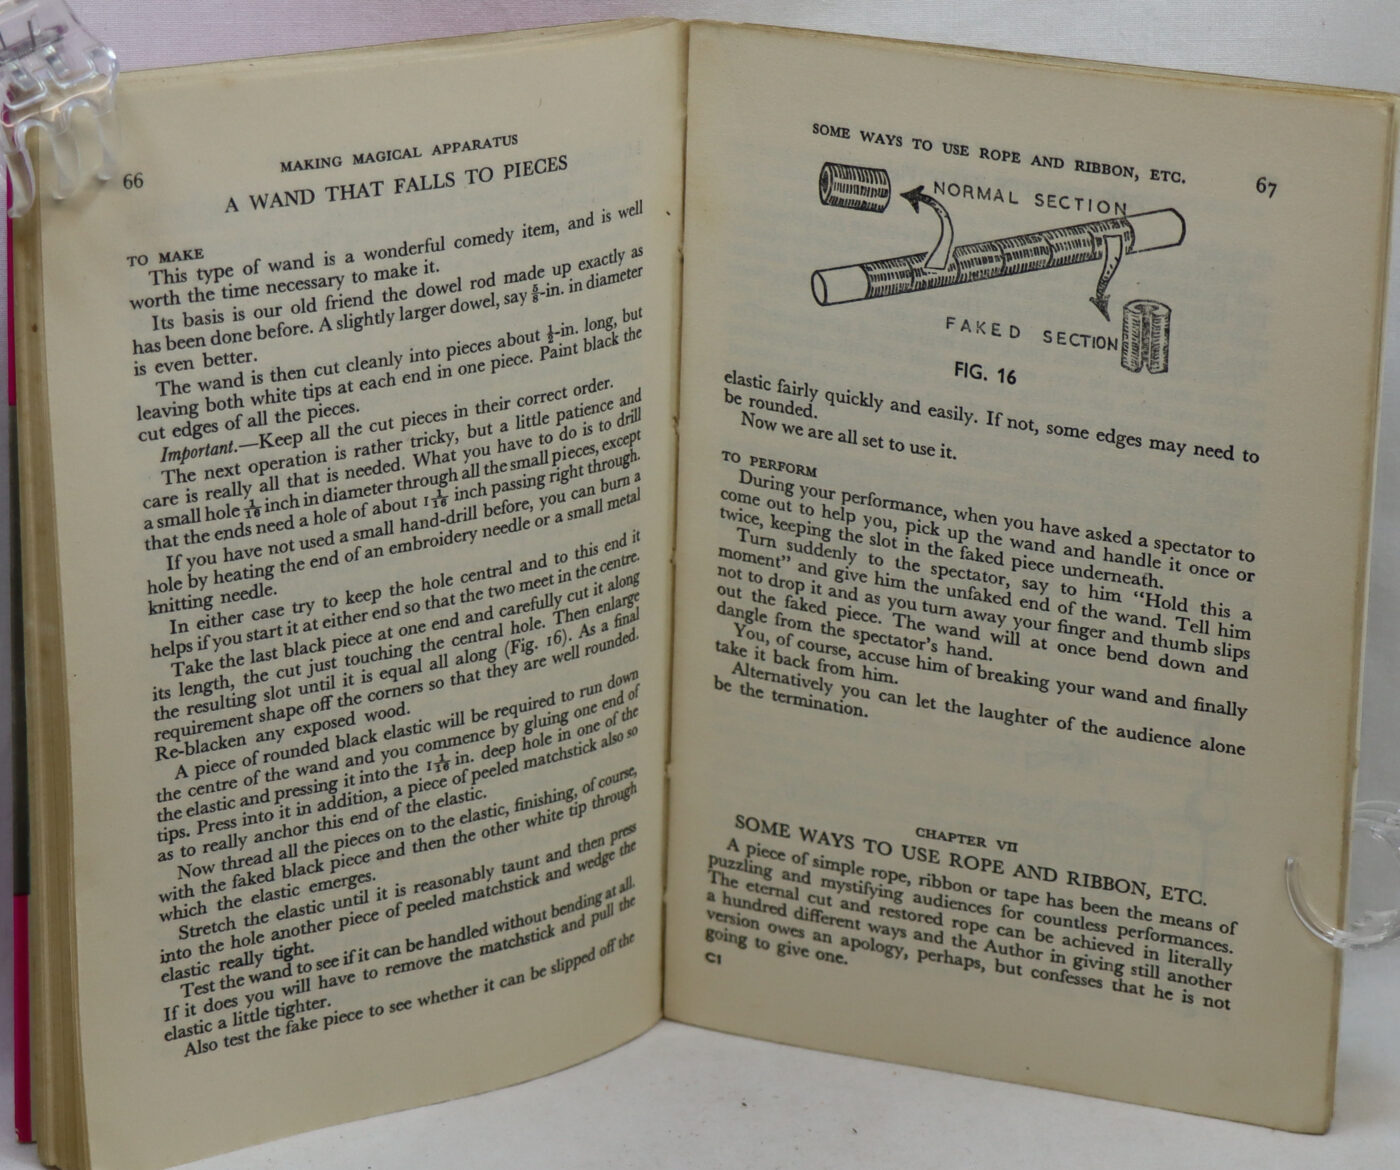 66
MAKING MAGICAL APPARATUS
A WAND THAT FALLS TO PIECES
TO MAKE
This type of wand is a wonderful comedy item, and is well
worth the time necessary to make it.
Its basis is our old friend the dowel rod made up exactly as
has been done before. A slightly larger dowel, say ⅝-in. in diameter
is even better.
The wand is then cut cleanly into pieces about ½-in. long, but
leaving both white tips at each end in one piece. Paint black the
cut edges of all the pieces.
Important.—Keep all the cut pieces in their correct order.
The next operation is rather tricky, but a little patience and
care is really all that is needed. What you have to do is to drill
a small hole 1/16 inch in diameter through all the small pieces, except
that the ends need a hole of about 1 1/16 inch passing right through.
If you have not used a small hand-drill before, you can burn a
hole by heating the end of an embroidery needle or a small metal
knitting needle.
In either case try to keep the hole central and to this end it
helps if you start it at either end so that the two meet in the centre.
Take the last black piece at one end and carefully cut it along
its length, the cut just touching the central hole. Then enlarge
the resulting slot until it is equal all along (Fig. 16). As a final
requirement shape off the corners so that they are well rounded.
Re-blacken any exposed wood.
A piece of rounded black elastic will be required to run down
the centre of the wand and you commence by gluing one end of
the elastic and pressing it into the 1 1/16 in. deep hole in one of the
tips. Press into it in addition, a piece of peeled matchstick also so
as to really anchor this end of the elastic.
Now thread all the pieces on to the elastic, finishing, of course,
with the faked black piece and then the other white tip through
which the elastic emerges.
Stretch the elastic until it is reasonably taunt and then press
into the hole another piece of peeled matchstick and wedge the
elastic really tight.
Test the wand to see if it can be handled without bending at all.
If it does you will have to remove the matchstick and pull the
elastic a little tighter.
Also test the fake piece to see whether it can be slipped off the
SOME WAYS TO USE ROPE AND RIBBON, ETC.
67
NORMAL SECTION
FAKED SECTION
FIG. 16
elastic fairly quickly and easily. If not, some edges may need to
be rounded.
Now we are all set to use it.
TO PERFORM
During your performance, when you have asked a spectator to
come out to help you, pick up the wand and handle it once or
twice, keeping the slot in the faked piece underneath.
Turn suddenly to the spectator, say to him "Hold this a
moment" and give him the unfaked end of the wand. Tell him
not to drop it and as you turn away your finger and thumb slips
out the faked piece. The wand will at once bend down and
dangle from the spectator's hand.
You, of course, accuse him of breaking your wand and finally
take it back from him.
Alternatively you can let the laughter of the audience alone
be the termination.
CHAPTER VII
SOME WAYS TO USE ROPE AND RIBBON, ETC.
A piece of simple rope, ribbon or tape has been the means of
puzzling and mystifying audiences for countless performances.
The eternal cut and restored rope can be achieved in literally
a hundred different ways and the Author in giving still another
version owes an apology, perhaps, but confesses that he is not
going to give one.
C1